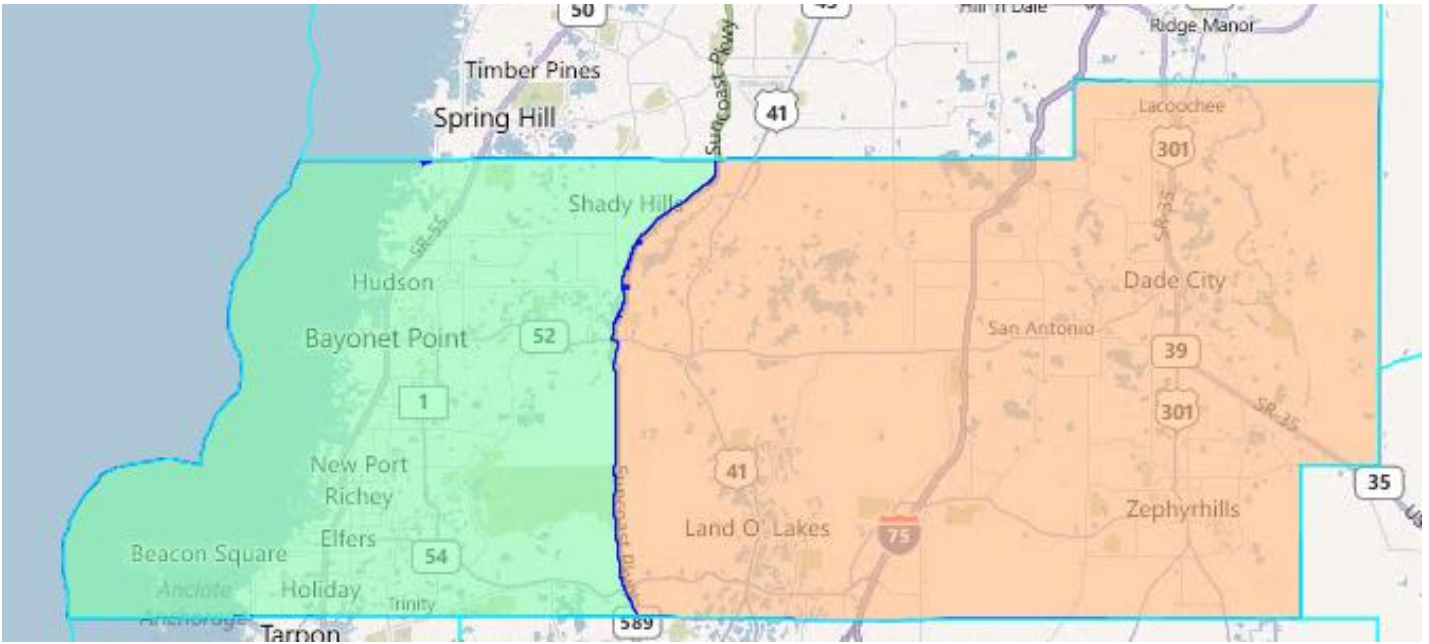 50
Hill 'n Dale
Ridge Manor
Timber Pines
Suncoast Pkwy
Spring Hill
41
Lacoochee
301
Shady Hills
SR-55
SR-35
Hudson
Dade City
Bayonet Point
52
San Antonio
39
1
301
SR-35
New Port
Richey
41
Suncoast Pkwy
35
Zephyrhills
US
Land O' Lakes
75
Elfers
Beacon Square
54
Anclote
Anchorage
Holiday
Trinity
589
Tarpon